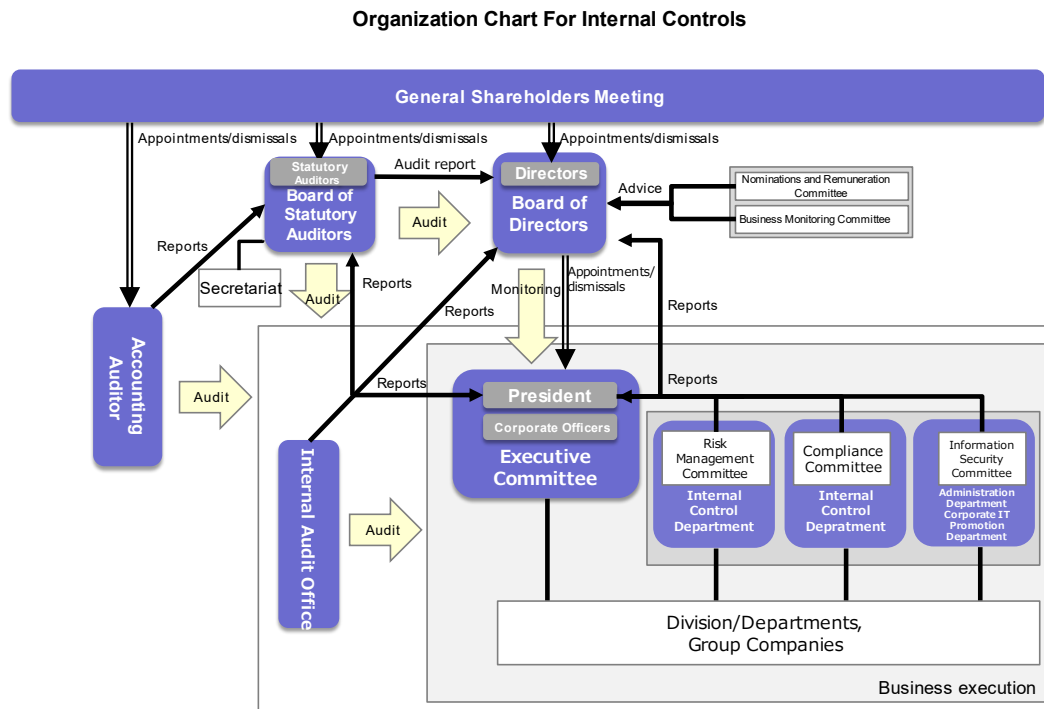 Organization Chart For Internal Controls
General Shareholders Meeting
Appointments/dismissals
Appointments/dismissals
Appointments/dismissals
Statutory
Auditors
Board of
Statutory
Auditors
Audit report
Directors
Board of
Directors
Advice
Nominations and Remuneration
Committee
Business Monitoring Committee
Audit
Reports
Secretariat
Audit
Reports
Reports
Monitoring
Appointments/
dismissals
Reports
Accounting
Auditor
Audit
Reports
President
Corporate Officers
Executive
Committee
Reports
Risk
Management
Committee
Internal
Control
Department
Compliance
Committee
Internal
Control
Depratment
Information
Security
Committee
Administration
Department
Corporate IT
Promotion
Department
Internal Audit Office
Audit
Division/Departments,
Group Companies
Business execution